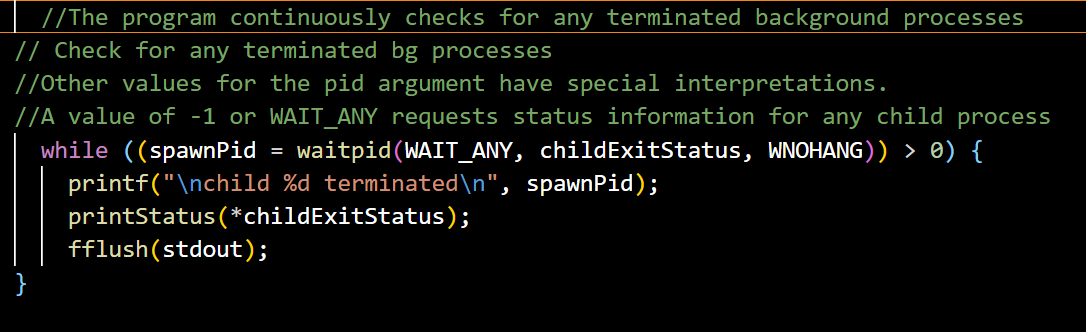 //The program continuously checks for any terminated background processes
// Check for any terminated bg processes
//Other values for the pid argument have special interpretations.
//A value of -1 or WAIT_ANY requests status information for any child process
while ((spawnPid = waitpid(WAIT_ANY, childExitStatus, WNOHANG)) > 0) {
printf("\nchild %d terminated\n", spawnPid);
printStatus(*childExitStatus);
fflush(stdout);
}